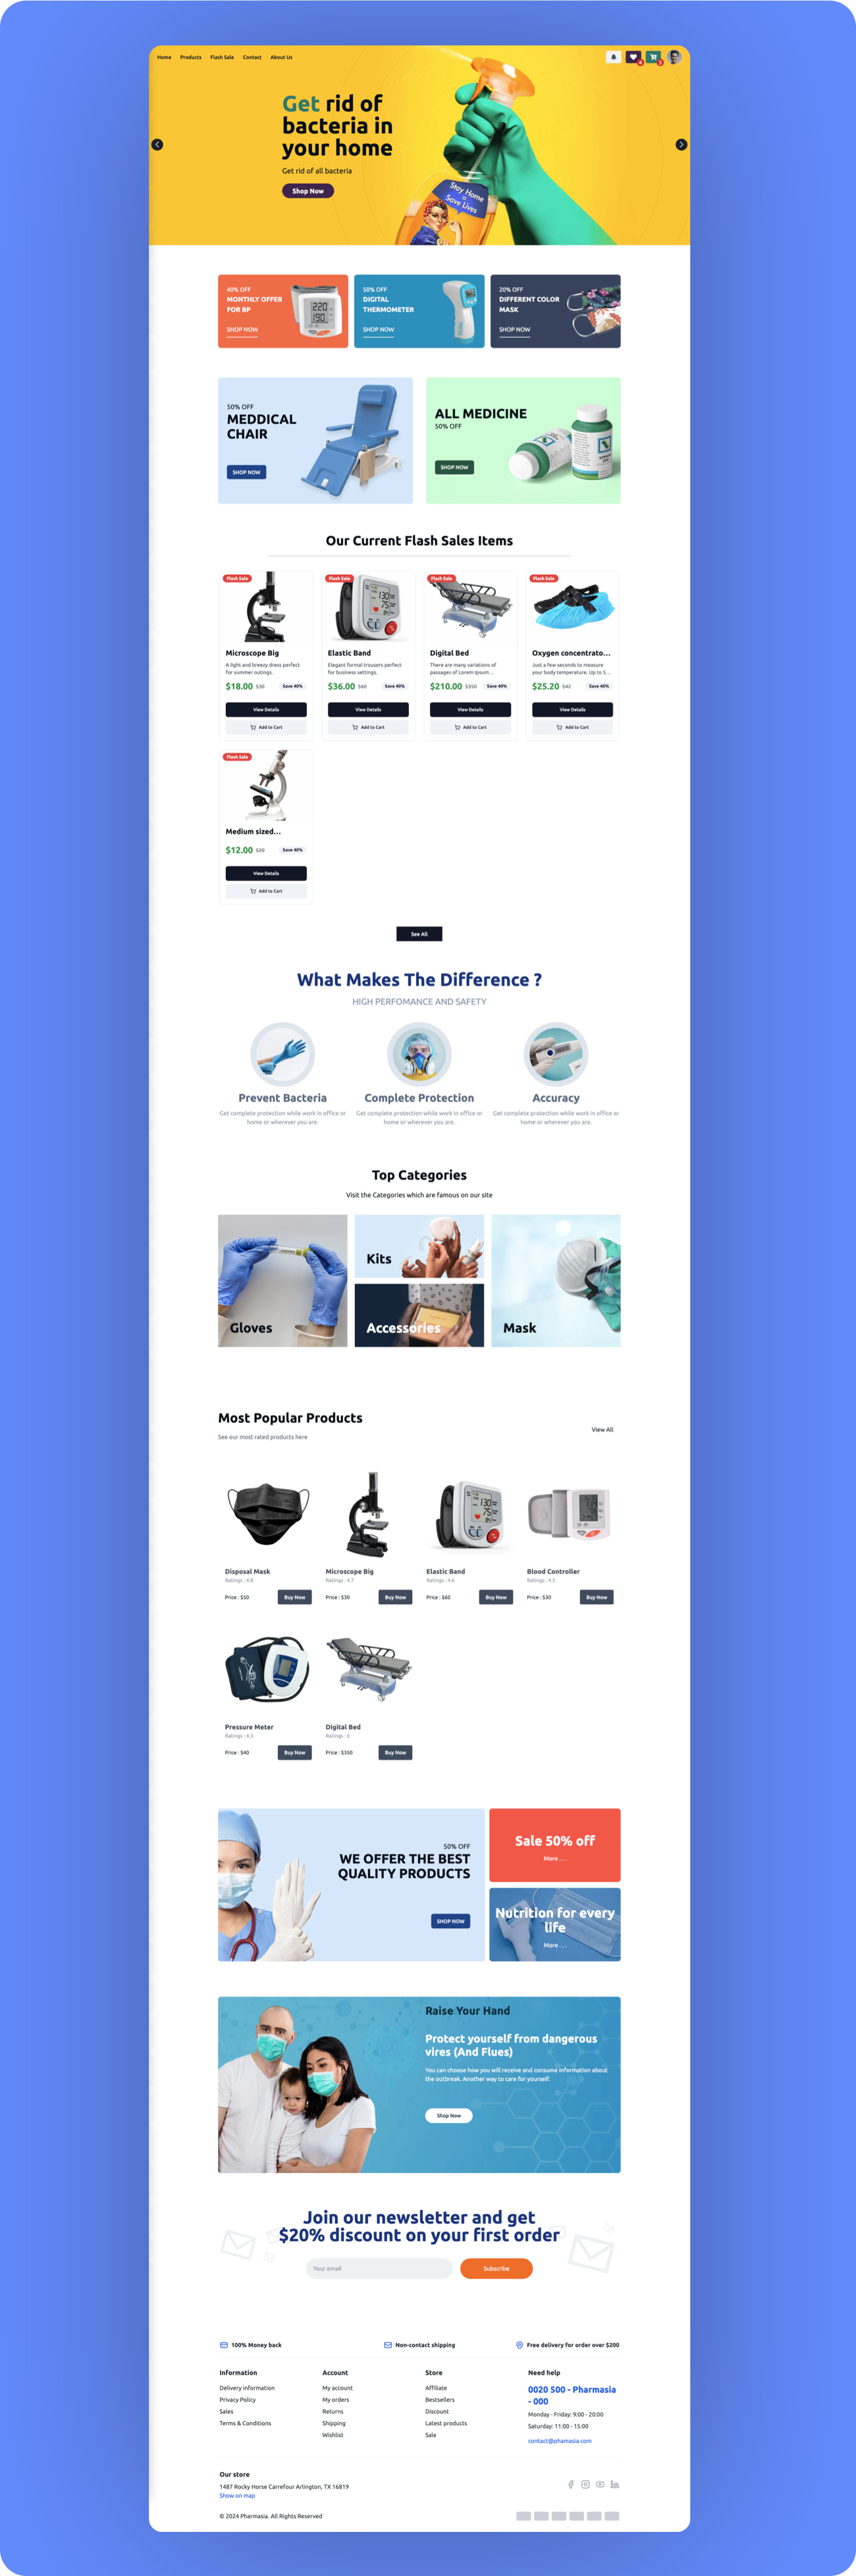 Home Products Flash Sale Contact About Us
4 3
Get rid of
bacteria in
your home
Get rid of all bacteria
Shop Now
Stay Home
Save Lives
40% OFF
MONTHLY OFFER
FOR BP
SHOP NOW
220
190
50% OFF
DIGITAL
THERMOMETER
SHOP NOW
20% OFF
DIFFERENT COLOR
MASK
SHOP NOW
50% OFF
MEDDICAL
CHAIR
SHOP NOW
ALL MEDICINE
50% OFF
SHOP NOW
Our Current Flash Sales Items
Flash Sale
Microscope Big
A light and breezy dress perfect
for summer outings.
$18.00 $30 Save 40%
View Details
Add to Cart
Flash Sale
130
75
Elastic Band
Elegant formal trousers perfect
for business settings.
$36.00 $60 Save 40%
View Details
Add to Cart
Flash Sale
Digital Bed
There are many variations of
passages of Lorem Ipsum...
$210.00 $350 Save 40%
View Details
Add to Cart
Flash Sale
Oxygen concentrato...
Just a few seconds to measure
your body temperature. Up to 5...
$25.20 $42 Save 40%
View Details
Add to Cart
Flash Sale
Medium sized...
$12.00 $20 Save 40%
View Details
Add to Cart
See All
What Makes The Difference ?
HIGH PERFOMANCE AND SAFETY
Prevent Bacteria
Get complete protection while work in office or
home or wherever you are.
Complete Protection
Get complete protection while work in office or
home or wherever you are.
Accuracy
Get complete protection while work in office or
home or wherever you are.
Top Categories
Visit the Categories which are famous on our site
Gloves
Kits
Accessories
Mask
Most Popular Products
See our most rated products here
View All
Disposal Mask
Ratings : 4.8
Price : $50 Buy Now
Microscope Big
Ratings : 4.7
Price : $30 Buy Now
130
75
Elastic Band
Ratings : 4.6
Price : $60 Buy Now
Blood Controller
Ratings : 4.5
Price : $30 Buy Now
Pressure Meter
Ratings : 4.3
Price : $40 Buy Now
Digital Bed
Ratings : 0
Price : $350 Buy Now
50% OFF
WE OFFER THE BEST
QUALITY PRODUCTS
SHOP NOW
Sale 50% off
More . . .
Nutrition for every
life
More . . .
Raise Your Hand
Protect yourself from dangerous
vires (And Flues)
You can choose how you will receive and consume information about
the outbreak. Another way to care for yourself.
Shop Now
Join our newsletter and get
$20% discount on your first order
Your email
Subscribe
100% Money back
Non-contact shipping
Free delivery for order over $200
Information
Delivery information
Privacy Policy
Sales
Terms & Conditions
Account
My account
My orders
Returns
Shipping
Wishlist
Store
Affiliate
Bestsellers
Discount
Latest products
Sale
Need help
0020 500 - Pharmasia
- 000
Monday - Friday: 9:00 - 20:00
Saturday: 11:00 - 15:00
contact@phamasia.com
Our store
1487 Rocky Horse Carrefour Arlington, TX 16819
Show on map
© 2024 Pharmasia. All Rights Reserved